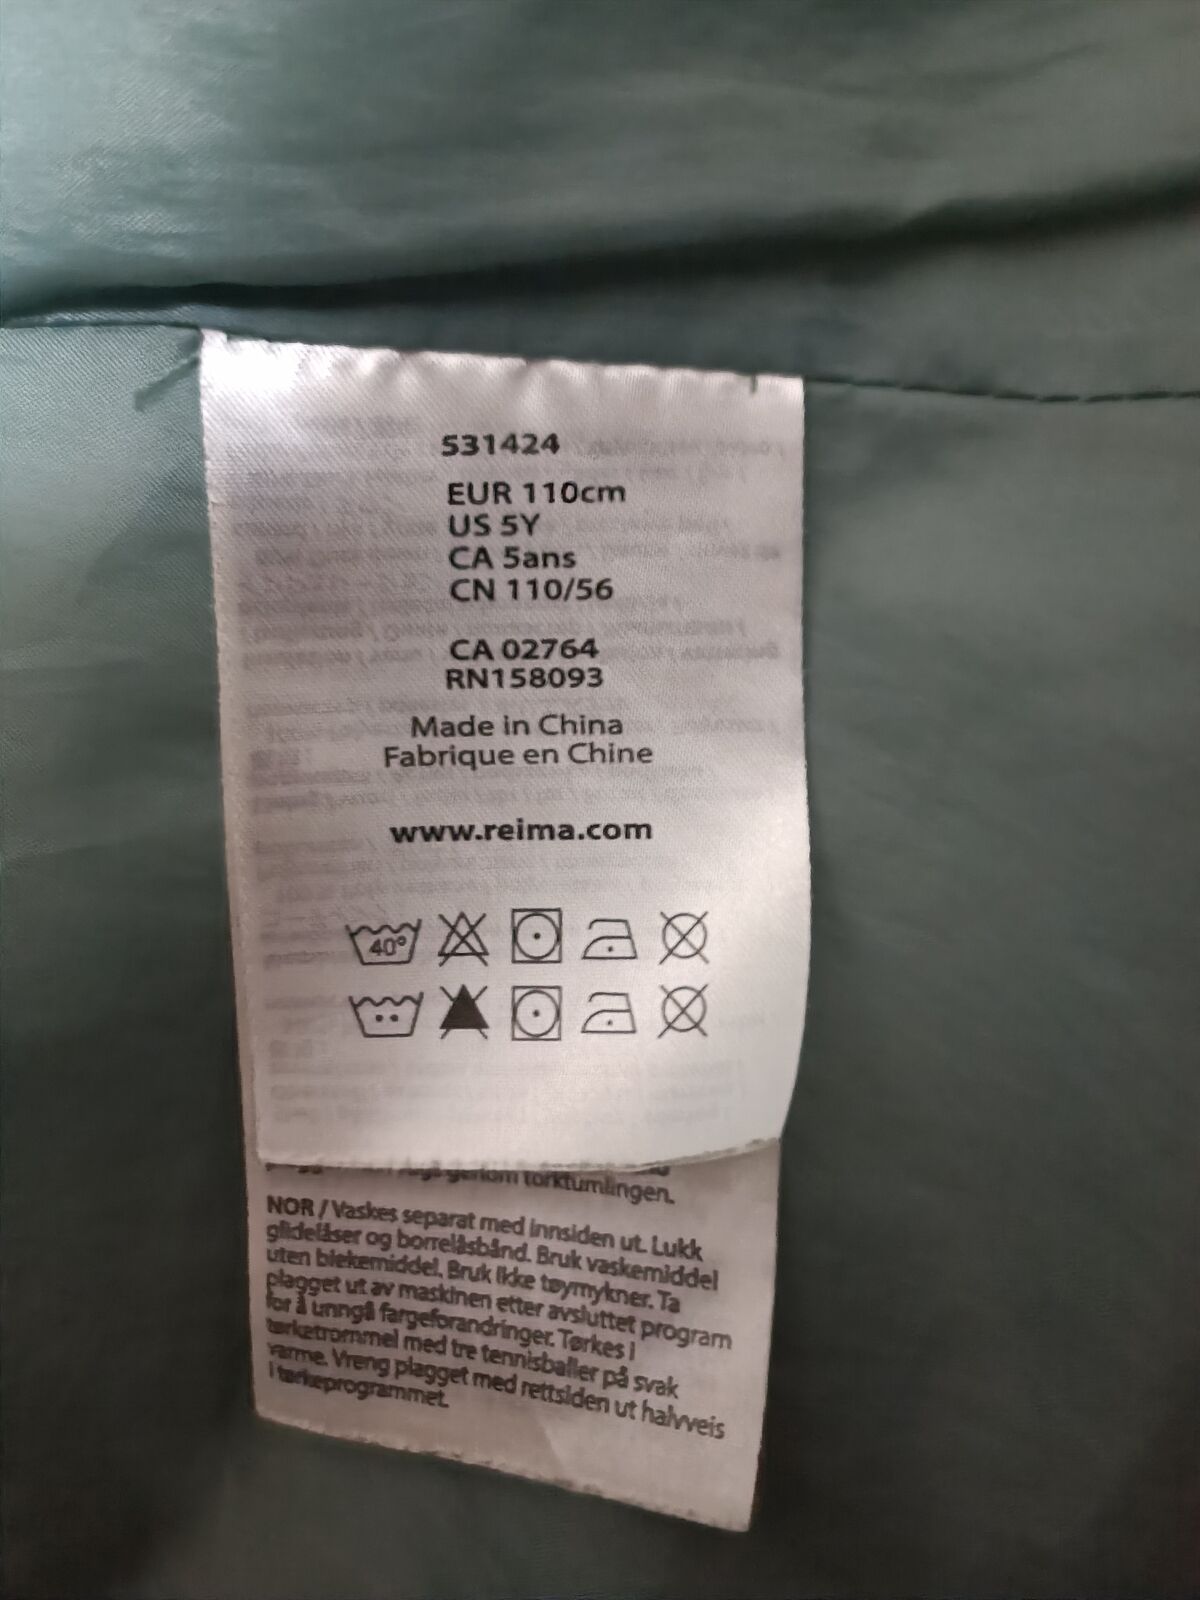 531424
EUR 110cm
US 5Y
CA 5ans
CN 110/56
CA 02764
RN158093
Made in China
Fabrique en Chine
www.reima.com
40°
genom torktumlingen.
NOR / Vaskes separat med innsiden ut. Lukk
glidelåser og borrelåsbånd. Bruk vaskemiddel
uten blekemiddel. Bruk ikke tøymykner. Ta
plagget ut av maskinen etter avsluttet program
for å unngå fargeforandringer. Tørkes i
tørketrommel med tre tennisballer på svak
varme. Vreng plagget med rettsiden ut halvveis
i tørkeprogrammet.